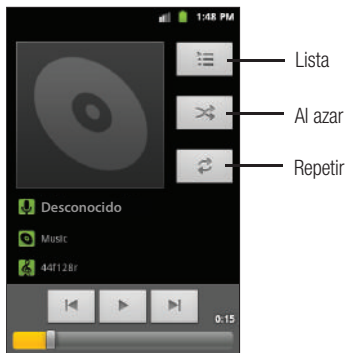 1:48 PM
Lista
Al azar
Repetir
Desconocido
Music
44f128r
0:15